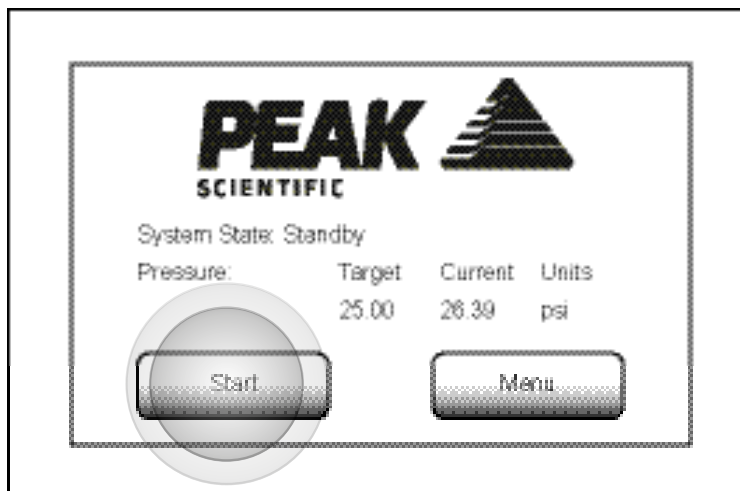 PEAK
SCIENTIFIC
System State: Standby
Pressure: Target Current Units
25.00 26.39 psi
Start Menu